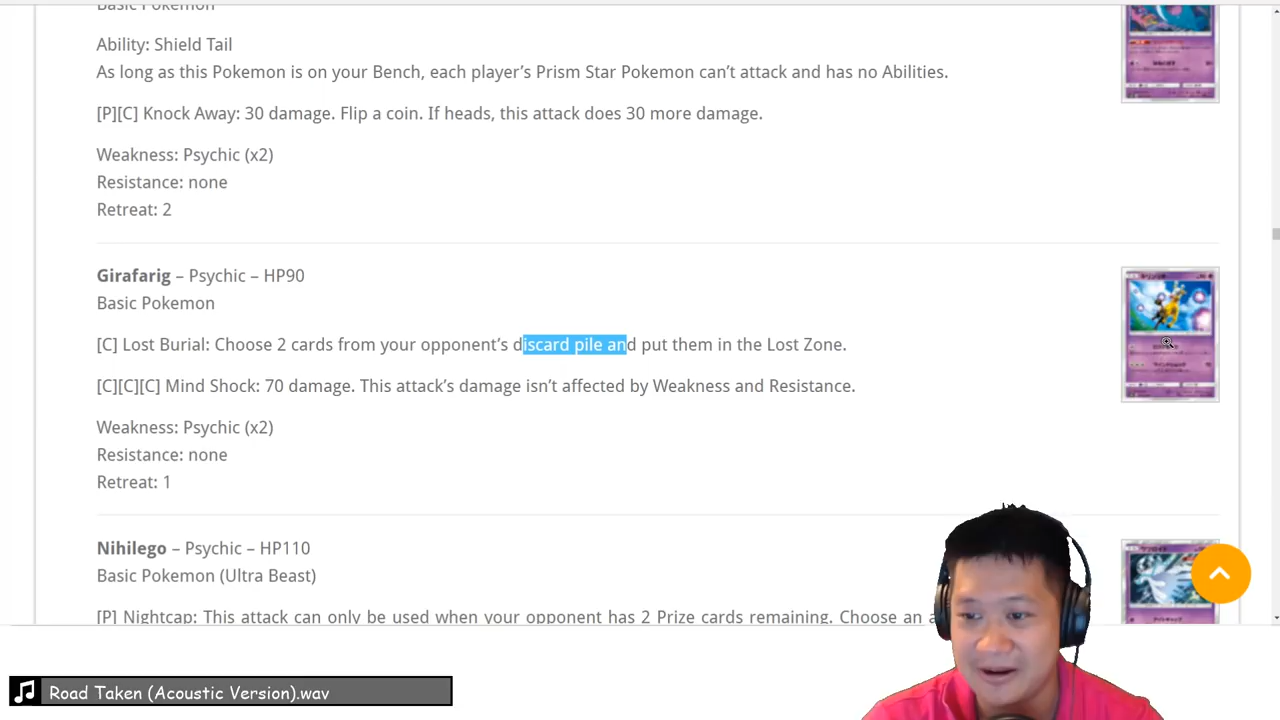 Basic Pokemon
Ability: Shield Tail
As long as this Pokemon is on your Bench, each player’s Prism Star Pokemon can’t attack and has no Abilities.
[P][C] Knock Away: 30 damage. Flip a coin. If heads, this attack does 30 more damage.
Weakness: Psychic (x2)
Resistance: none
Retreat: 2
Girafarig – Psychic – HP90
Basic Pokemon
[C] Lost Burial: Choose 2 cards from your opponent’s discard pile and put them in the Lost Zone.
[C][C][C] Mind Shock: 70 damage. This attack’s damage isn’t affected by Weakness and Resistance.
Weakness: Psychic (x2)
Resistance: none
Retreat: 1
Nihilego – Psychic – HP110
Basic Pokemon (Ultra Beast)
[P] Nightcap: This attack can only be used when your opponent has 2 Prize cards remaining. Choose an
Road Taken (Acoustic Version).wav